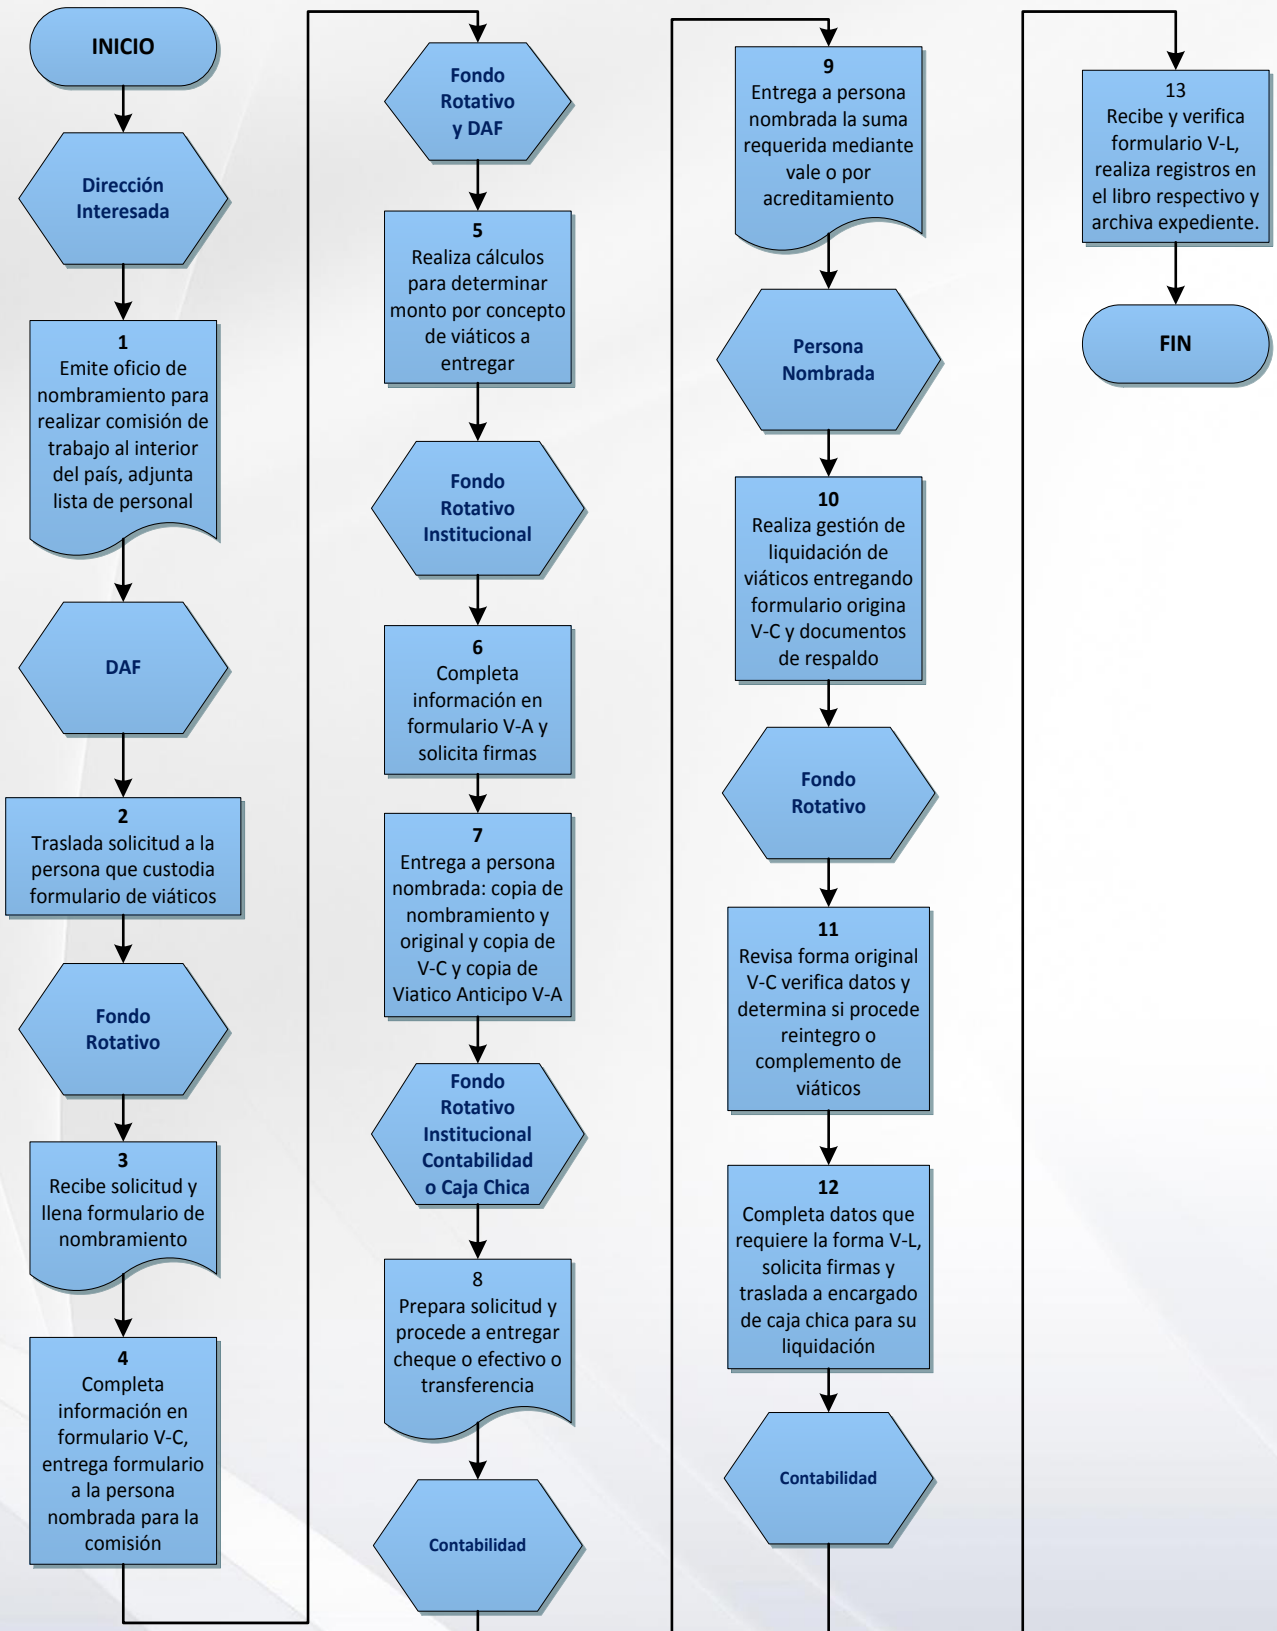 INICIO
Dirección
Interesada
1
Emite oficio de
nombramiento para
realizar comisión de
trabajo al interior
del país, adjunta
lista de personal
DAF
2
Traslada solicitud a la
persona que custodia
formulario de viáticos
Fondo
Rotativo
3
Recibe solicitud y
llena formulario de
nombramiento
4
Completa
información en
formulario V-C,
entrega formulario
a la persona
nombrada para la
comisión
Fondo
Rotativo
y DAF
5
Realiza cálculos
para determinar
monto por concepto
de viáticos a
entregar
Fondo
Rotativo
Institucional
6
Completa
información en
formulario V-A y
solicita firmas
7
Entrega a persona
nombrada: copia de
nombramiento y
original y copia de
V-C y copia de
Viatico Anticipo V-A
Fondo
Rotativo
Institucional
Contabilidad
o Caja Chica
8
Prepara solicitud y
procede a entregar
cheque o efectivo o
transferencia
Contabilidad
9
Entrega a persona
nombrada la suma
requerida mediante
vale o por
acreditamiento
Persona
Nombrada
10
Realiza gestión de
liquidación de
viáticos entregando
formulario origina
V-C y documentos
de respaldo
Fondo
Rotativo
11
Revisa forma original
V-C verifica datos y
determina si procede
reintegro o
complemento de
viáticos
12
Completa datos que
requiere la forma V-L,
solicita firmas y
traslada a encargado
de caja chica para su
liquidación
Contabilidad
13
Recibe y verifica
formulario V-L,
realiza registros en
el libro respectivo y
archiva expediente.
FIN